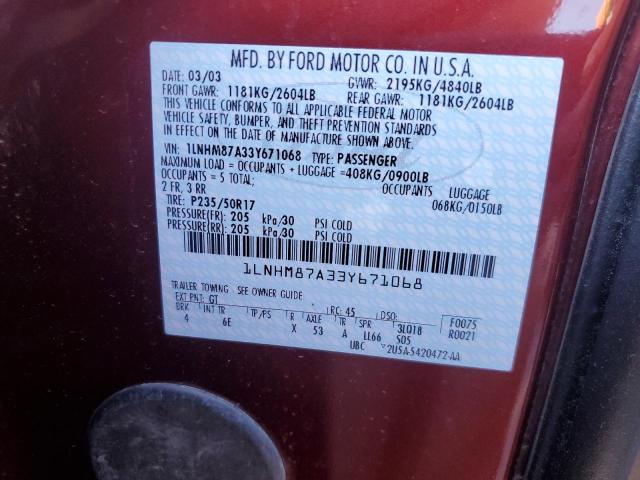 MFD. BY FORD MOTOR CO. IN U.S.A.
DATE: 03/03 GVWR: 2195KG/4840LB
FRONT GAWR: 1181KG/2604LB REAR GAWR: 1181KG/2604LB
THIS VEHICLE CONFORMS TO ALL APPLICABLE FEDERAL MOTOR
VEHICLE SAFETY, BUMPER, AND THEFT PREVENTION STANDARDS
IN EFFECT ON THE DATE OF MANUFACTURE SHOWN ABOVE.
VIN: 1LNHM87A33Y671068 TYPE: PASSENGER
MAXIMUM LOAD = OCCUPANTS + LUGGAGE = 408KG/0900LB
OCCUPANTS = 5 TOTAL; OCCUPANTS LUGGAGE
2 FR, 3 RR 068KG/0150LB
TIRE: P235/50R17
PRESSURE(FR): 205 kPa/30 PSI COLD
PRESSURE(RR): 205 kPa/30 PSI COLD
1LNHM87A33Y671068
TRAILER TOWING - SEE OWNER GUIDE.
EXT PNT: GT RC: 45 DSO: F0075
BRK INT TR TP/PS R AXLE TR SPR 3L018 R0021
4 6E X 53 A LL66 S05
UBC 2U5A-5420472-AA